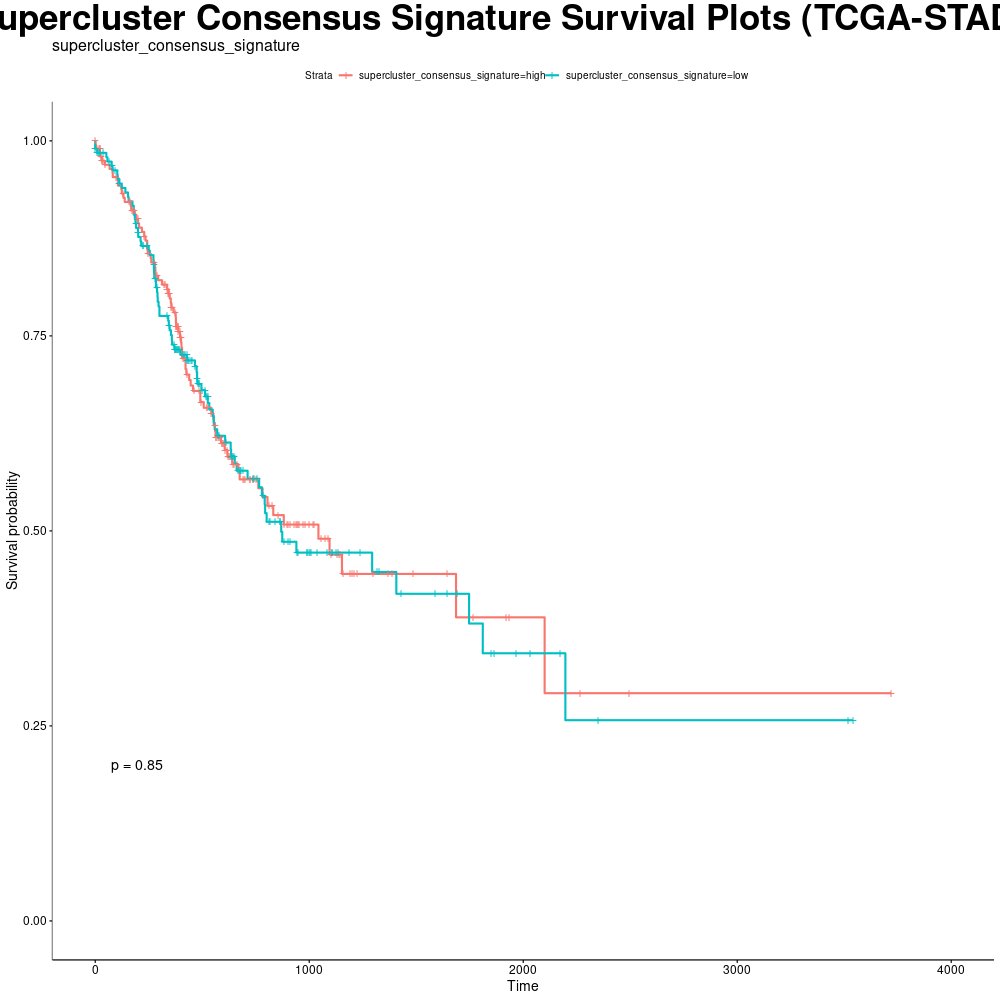 upercluster Consensus Signature Survival Plots (TCGA-STAD
supercluster_consensus_signature
Strata supercluster_consensus_signature=high supercluster_consensus_signature=low
1.00
0.75
0.50
0.25
0.00
Survival probability
p = 0.85
0 1000 2000 3000 4000
Time